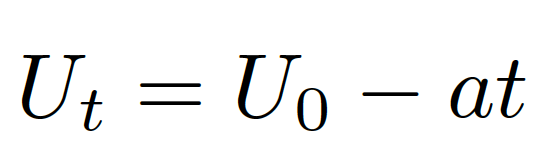 U_t = U_0 − at